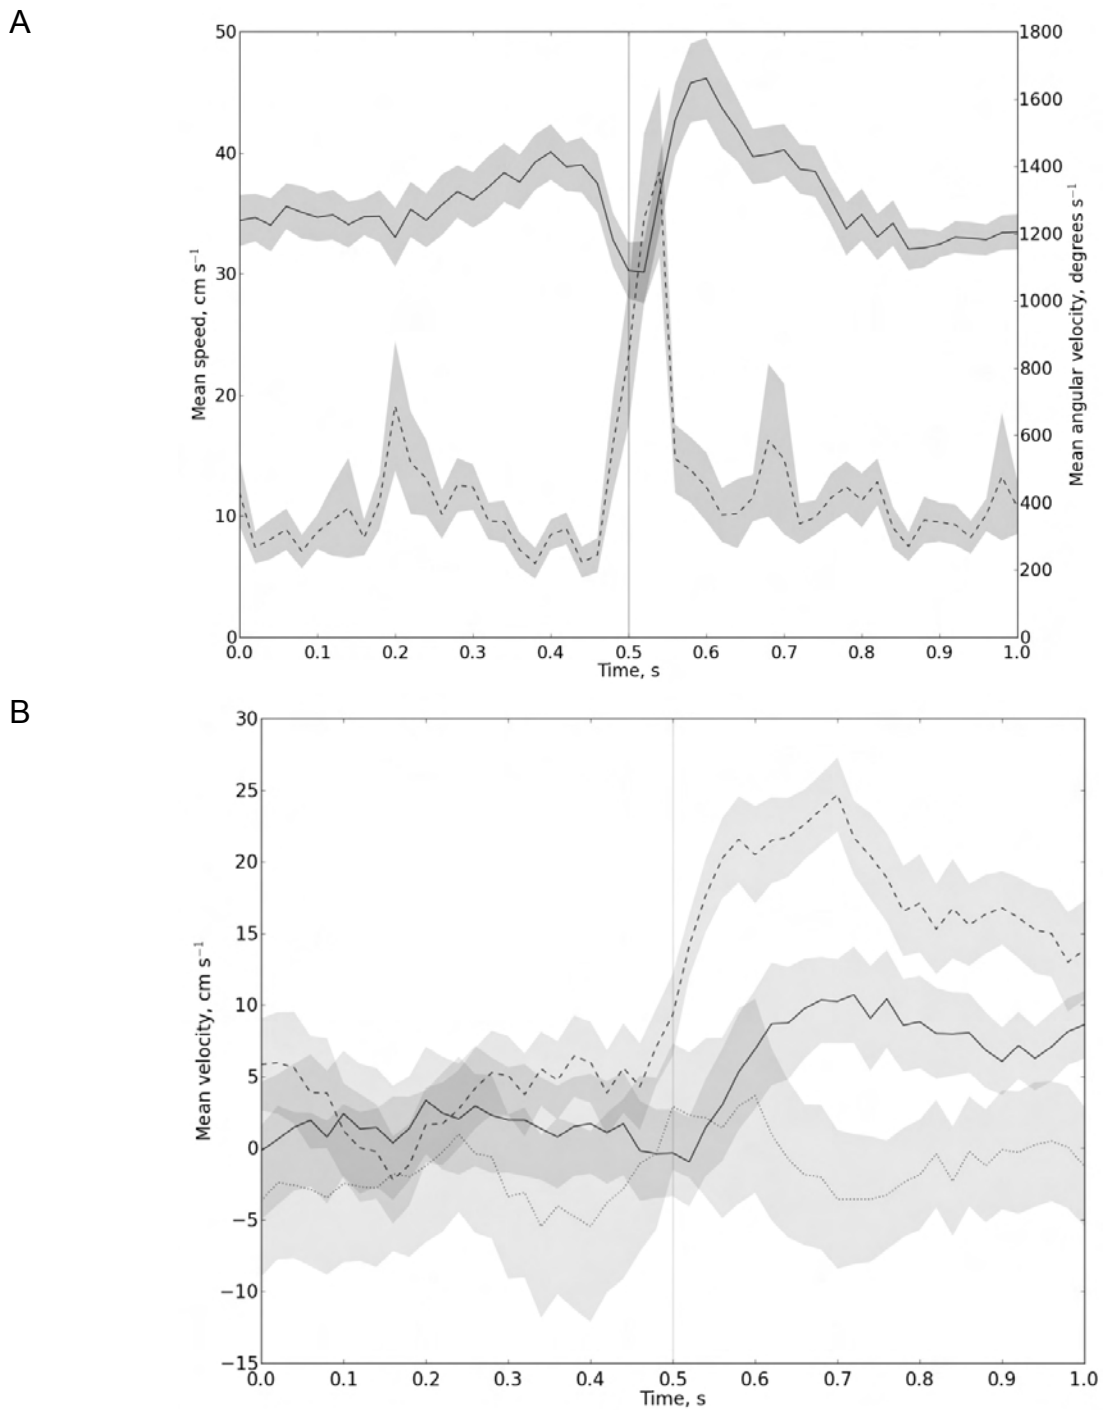 A
50
40
30
20
10
0
Mean speed, cm s⁻¹
1800
1600
1400
1200
1000
800
600
400
200
0
Mean angular velocity, degrees s⁻¹
0.0 0.1 0.2 0.3 0.4 0.5 0.6 0.7 0.8 0.9 1.0
Time, s
B
30
25
20
15
10
5
0
−5
−10
−15
Mean velocity, cm s⁻¹
0.0 0.1 0.2 0.3 0.4 0.5 0.6 0.7 0.8 0.9 1.0
Time, s